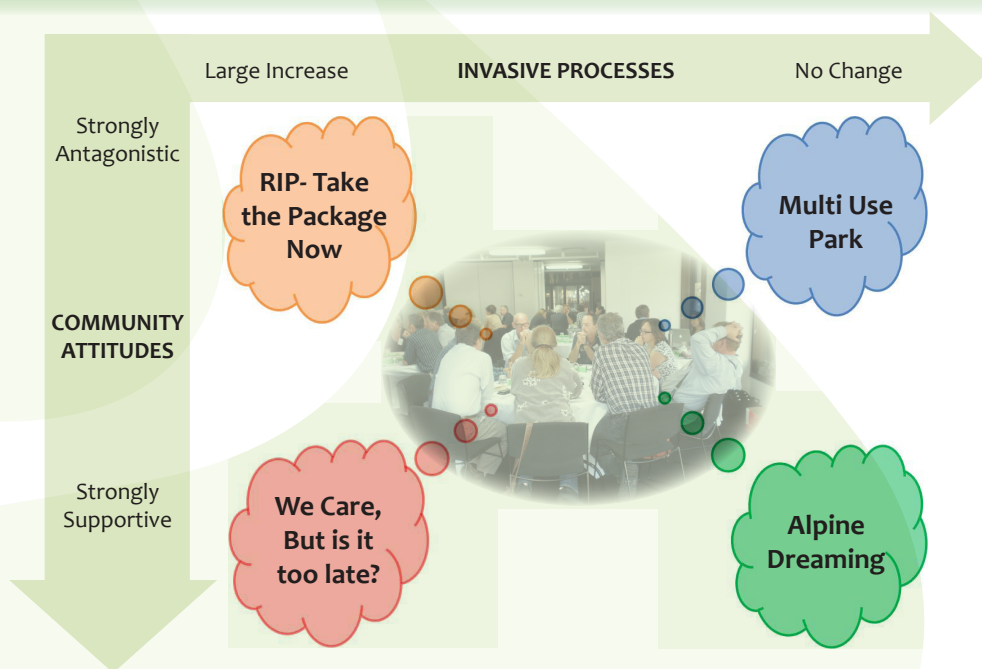 Large Increase
INVASIVE PROCESSES
No Change
Strongly
Antagonistic
RIP- Take
the Package
Now
Multi Use
Park
COMMUNITY
ATTITUDES
Strongly
Supportive
We Care,
But is it
too late?
Alpine
Dreaming